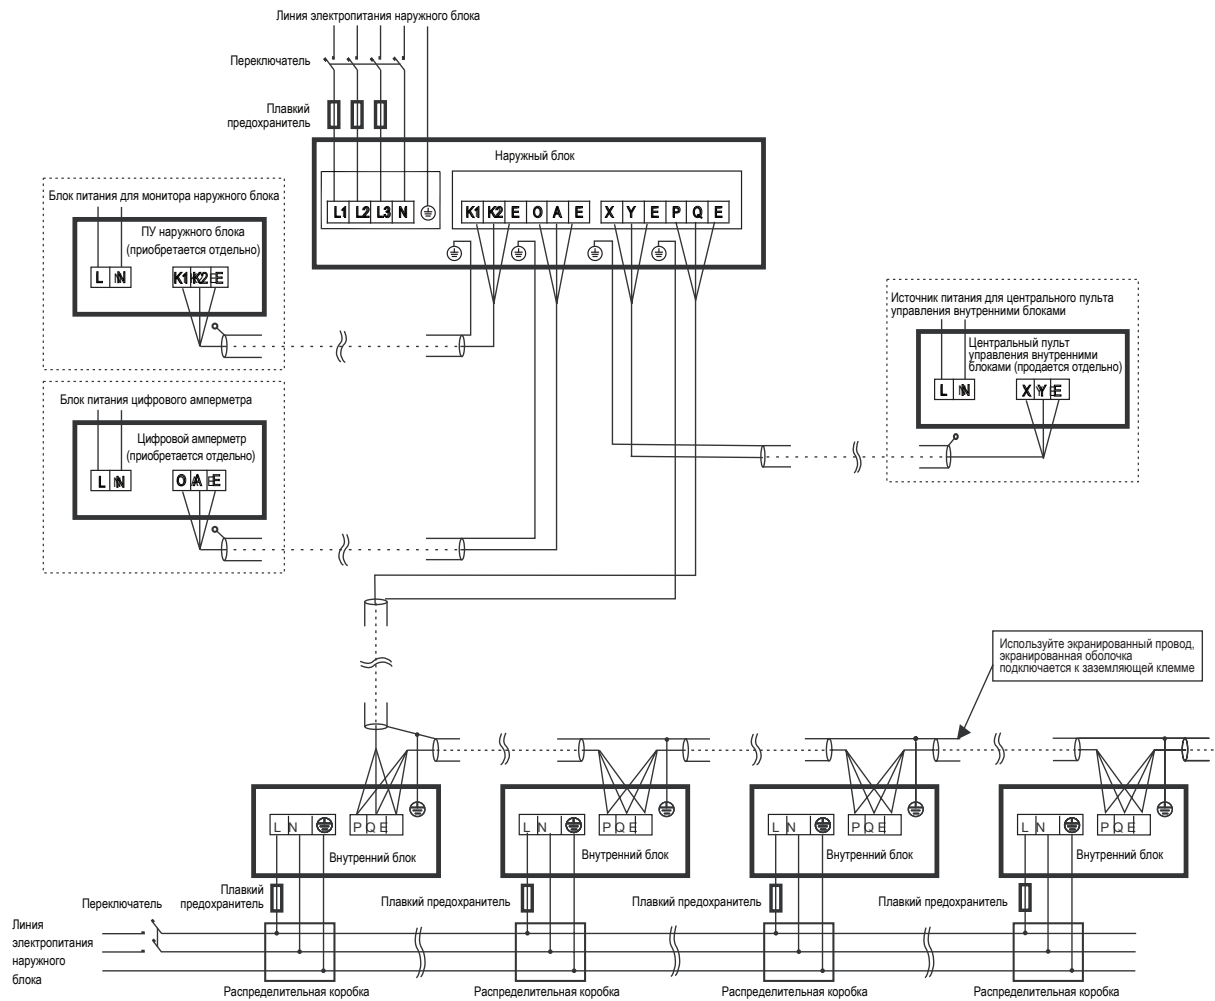 Линия электропитания наружного блока
Переключатель
Плавкий
предохранитель
Наружный блок
L1 L2 L3 N
K1 K2 E O A E X Y E P Q E
Блок питания для монитора наружного блока
ПУ наружного блока
(приобретается отдельно)
L N K1 K2 E
Источник питания для центрального пульта
управления внутренними блоками
Центральный пульт
управления внутренними
блоками (продается отдельно)
L N X Y E
Блок питания цифрового амперметра
Цифровой амперметр
(приобретается отдельно)
L N O A E
Используйте экранированный провод,
экранированная оболочка
подключается к заземляющей клемме
L N P Q E
Внутренний блок
L N P Q E
Внутренний блок
L N P Q E
Внутренний блок
L N P Q E
Внутренний блок
Плавкий
предохранитель
Плавкий предохранитель
Плавкий предохранитель
Плавкий предохранитель
Переключатель
Линия
электропитания
наружного
блока
Распределительная коробка
Распределительная коробка
Распределительная коробка
Распределительная коробка